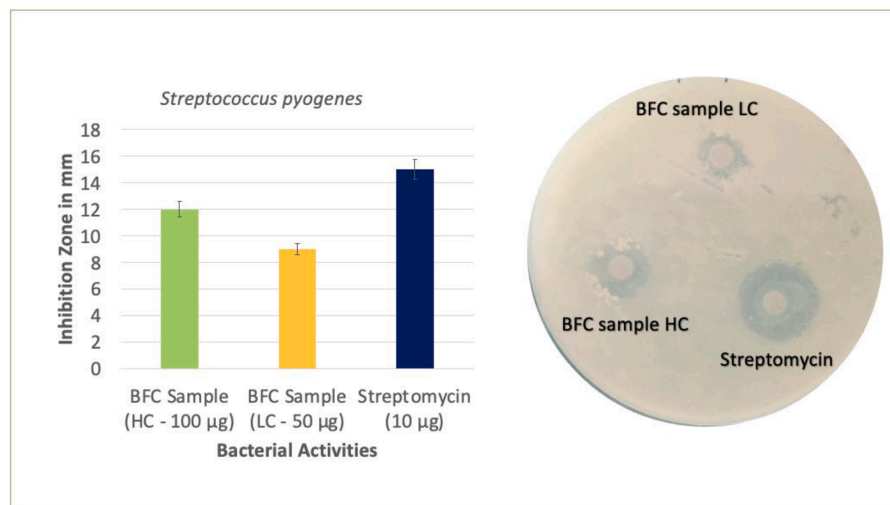 Streptococcus pyogenes
18
16
14
12
10
8
6
4
2
0
Inhibition Zone in mm
BFC Sample
(HC - 100 µg)
BFC Sample
(LC - 50 µg)
Streptomycin
(10 µg)
Bacterial Activities
BFC sample LC
BFC sample HC
Streptomycin